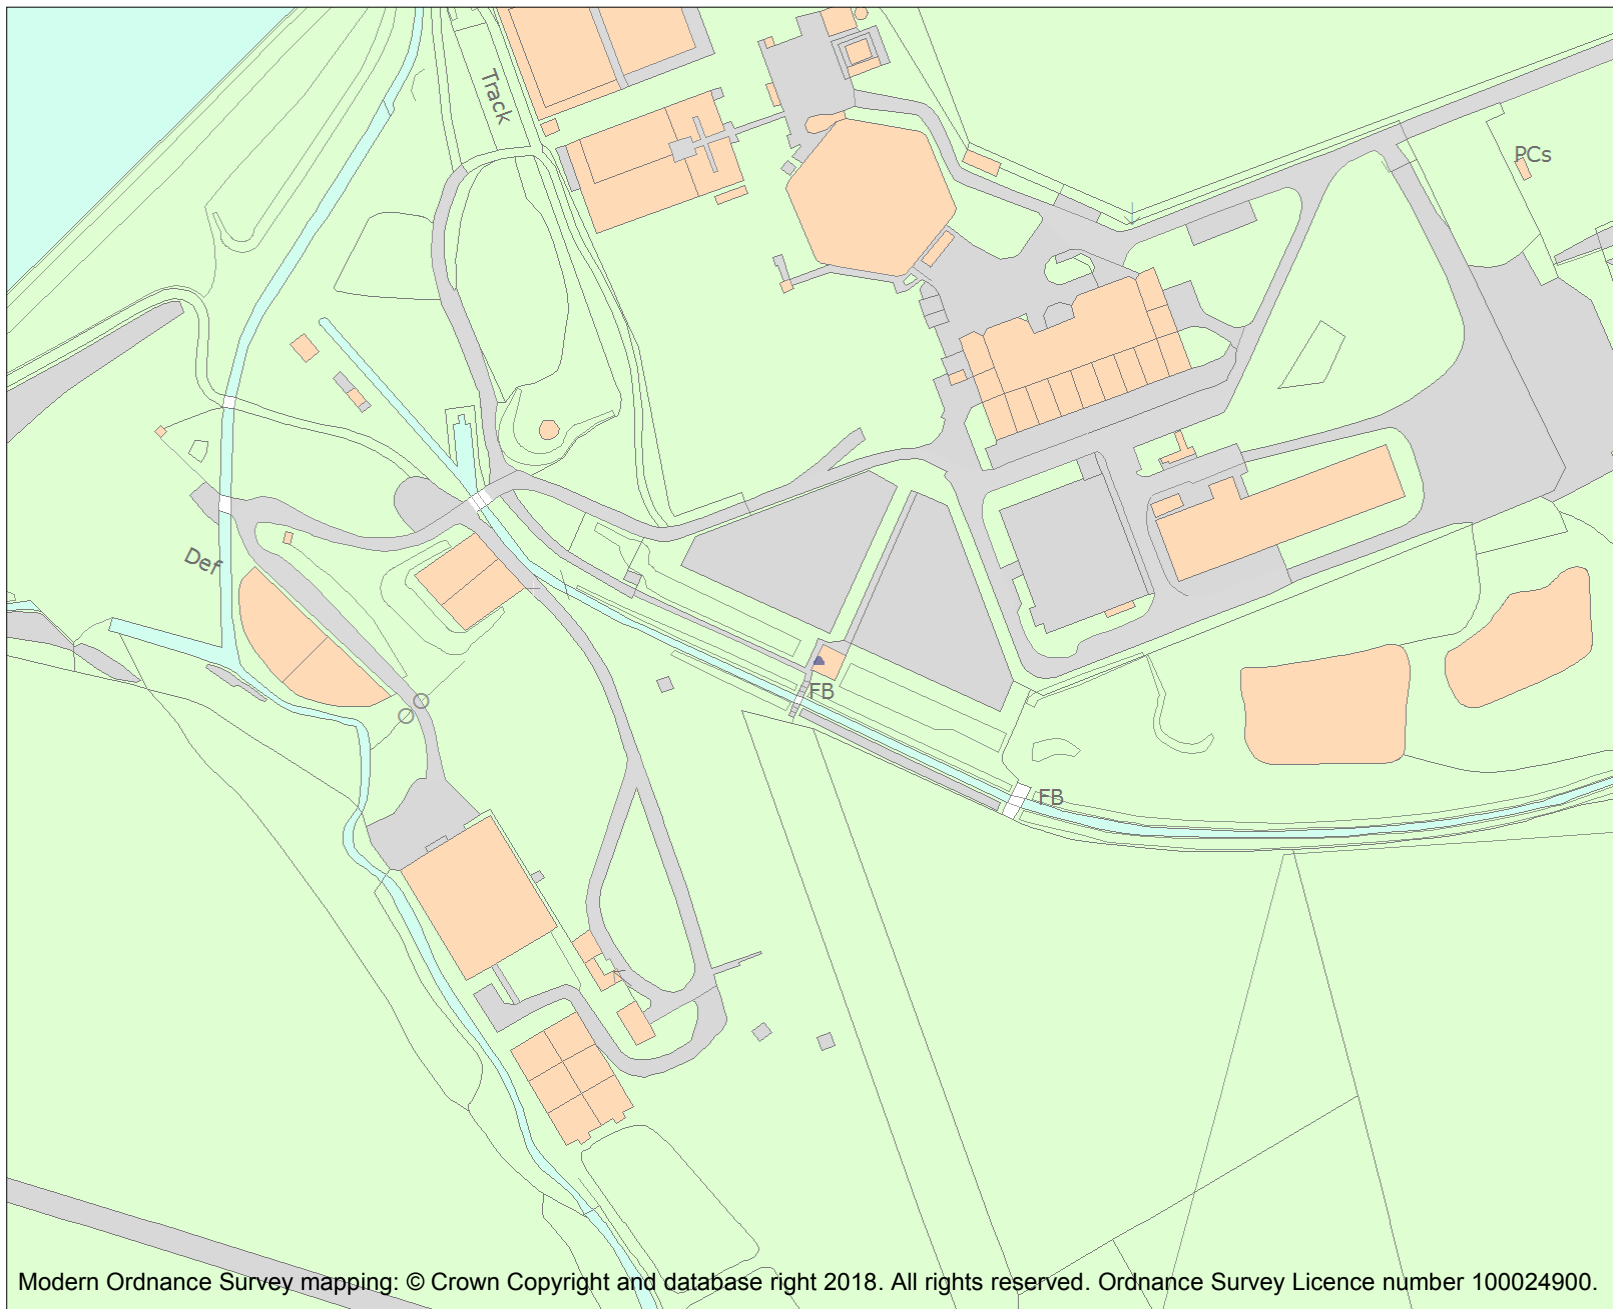 Track
PCs
Def
FB
FB
Modern Ordnance Survey mapping: © Crown Copyright and database right 2018. All rights reserved. Ordnance Survey Licence number 100024900.